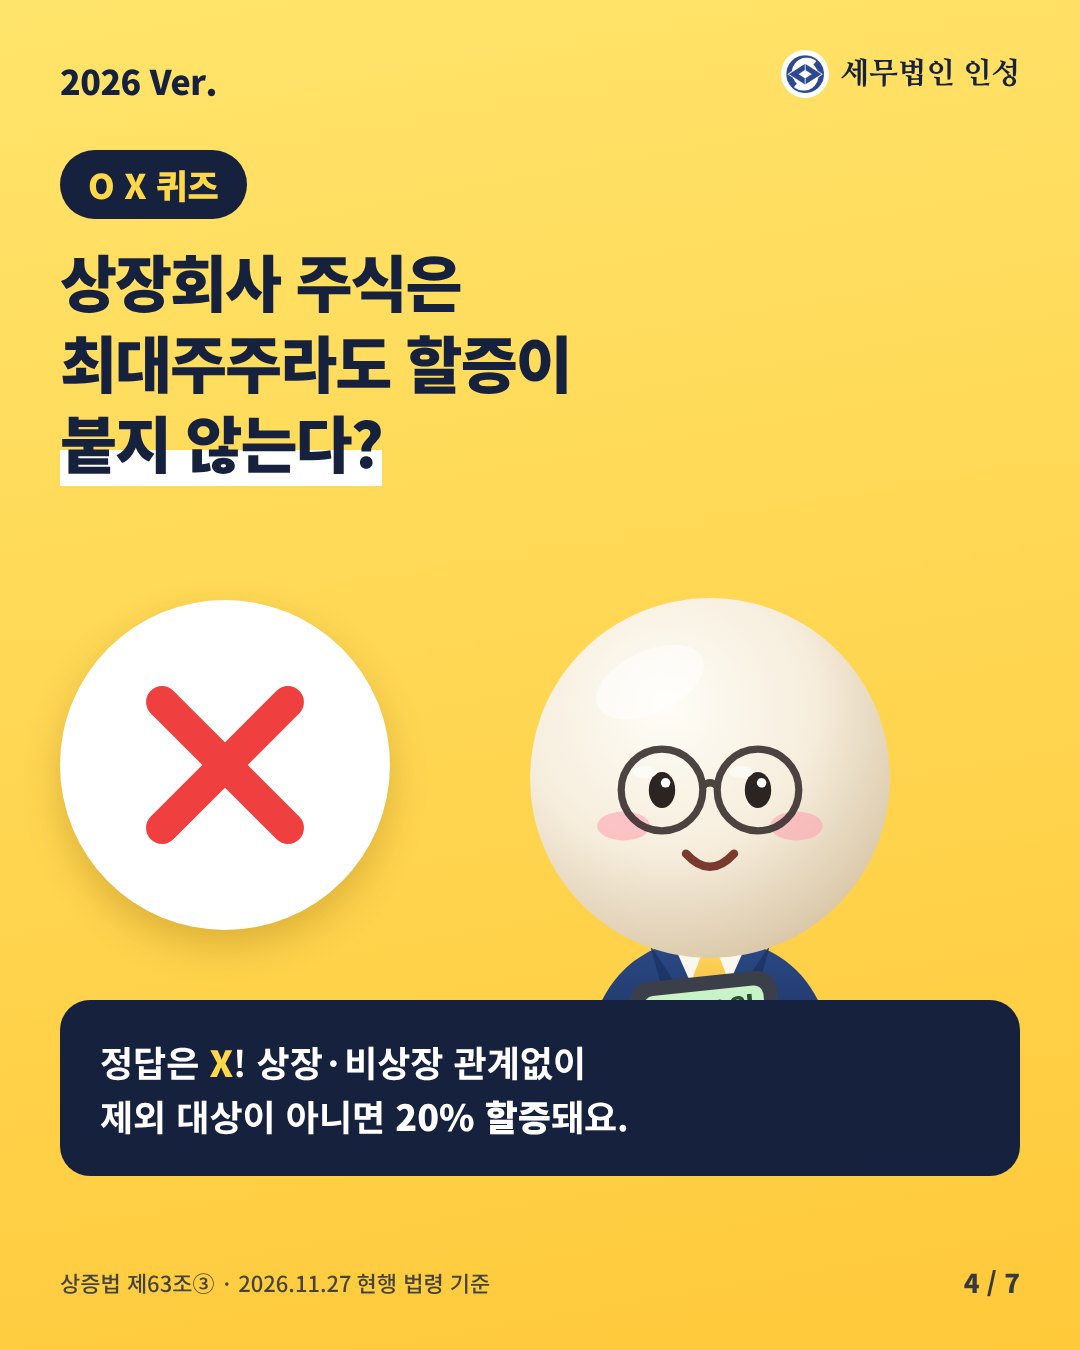 2026 Ver.
세무법인 인성
O X 퀴즈
상장회사 주식은
최대주주라도 할증이
붙지 않는다?
정답은 X! 상장·비상장 관계없이
제외 대상이 아니면 20% 할증돼요.
상증법 제63조③ · 2026.11.27 현행 법령 기준
4 / 7